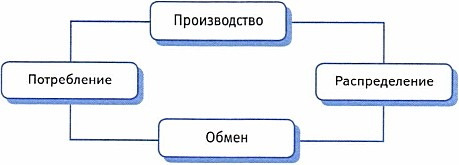 Производство
Потребление
Распределение
Обмен